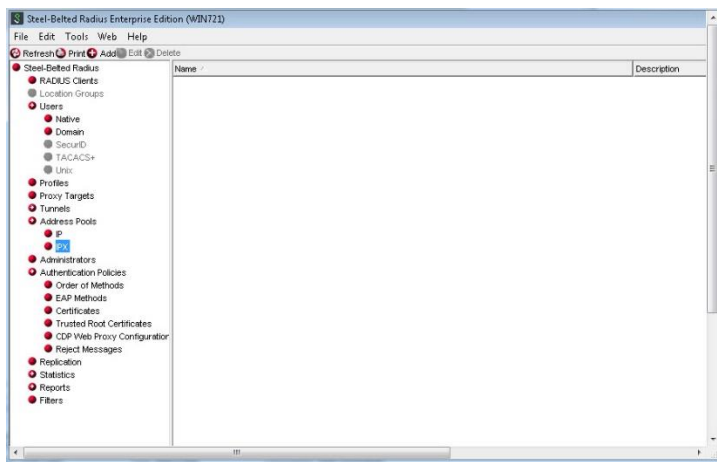 Steel-Belted Radius Enterprise Edition (WIN721)
File Edit Tools Web Help
Refresh Print Add Edit Delete
Steel-Belted Radius
Name
Description
RADIUS Clients
Location Groups
Users
Native
Domain
SecurID
TACACS+
Unix
Profiles
Proxy Targets
Tunnels
Address Pools
IP
IPX
Administrators
Authentication Policies
Order of Methods
EAP Methods
Certificates
Trusted Root Certificates
CDP Web Proxy Configuration
Reject Messages
Replication
Statistics
Reports
Filters